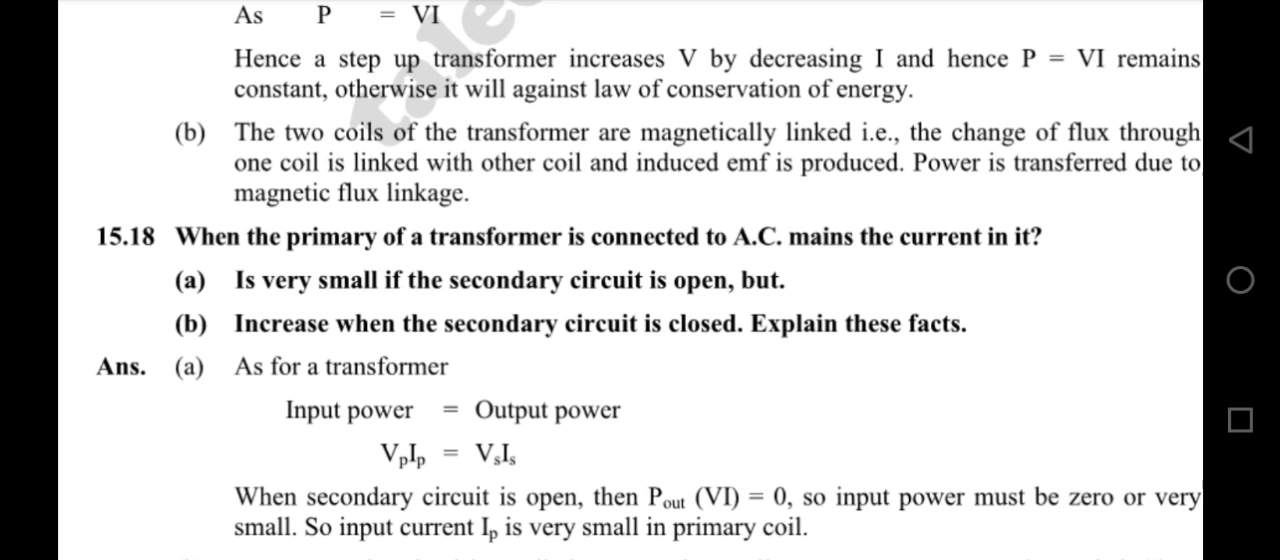 As P = VI
Hence a step up transformer increases V by decreasing I and hence P = VI remains
constant, otherwise it will against law of conservation of energy.
(b) The two coils of the transformer are magnetically linked i.e., the change of flux through
one coil is linked with other coil and induced emf is produced. Power is transferred due to
magnetic flux linkage.
15.18 When the primary of a transformer is connected to A.C. mains the current in it?
(a) Is very small if the secondary circuit is open, but.
(b) Increase when the secondary circuit is closed. Explain these facts.
Ans. (a) As for a transformer
Input power = Output power
VpIp = VsIs
When secondary circuit is open, then Pout (VI) = 0, so input power must be zero or very
small. So input current Ip is very small in primary coil.